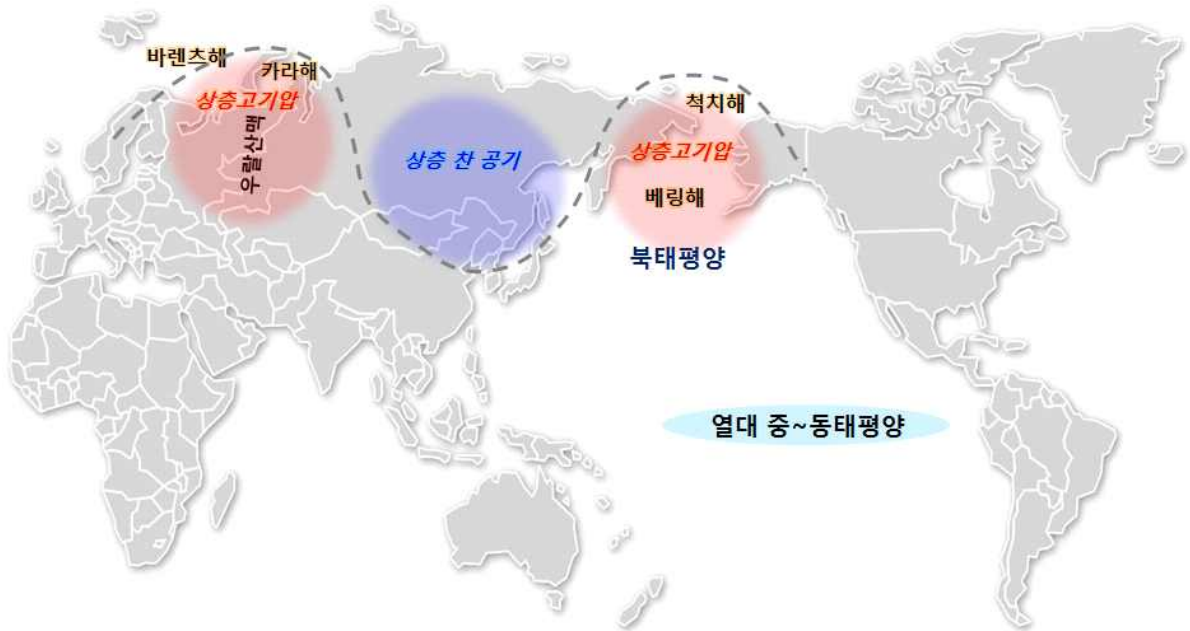 바렌츠해
카라해
상층고기압
우랄산맥
상층 찬 공기
척치해
상층고기압
베링해
북태평양
열대 중~동태평양